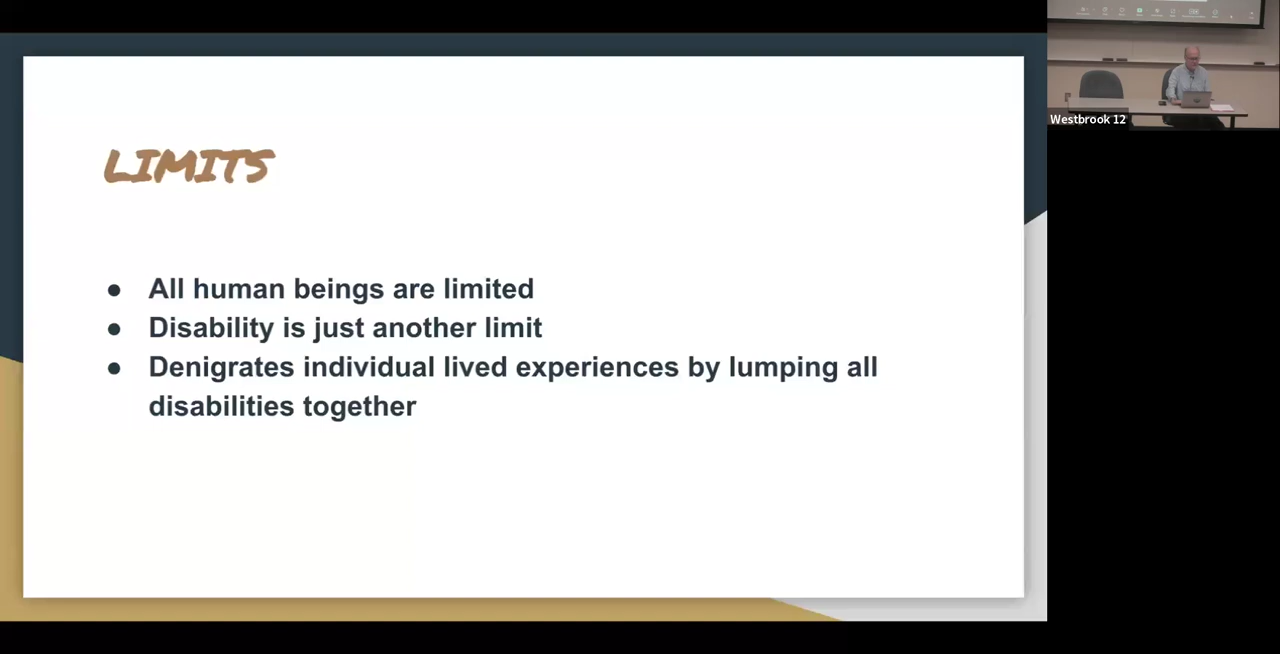 LIMITS
● All human beings are limited
● Disability is just another limit
● Denigrates individual lived experiences by lumping all
disabilities together
Westbrook 12